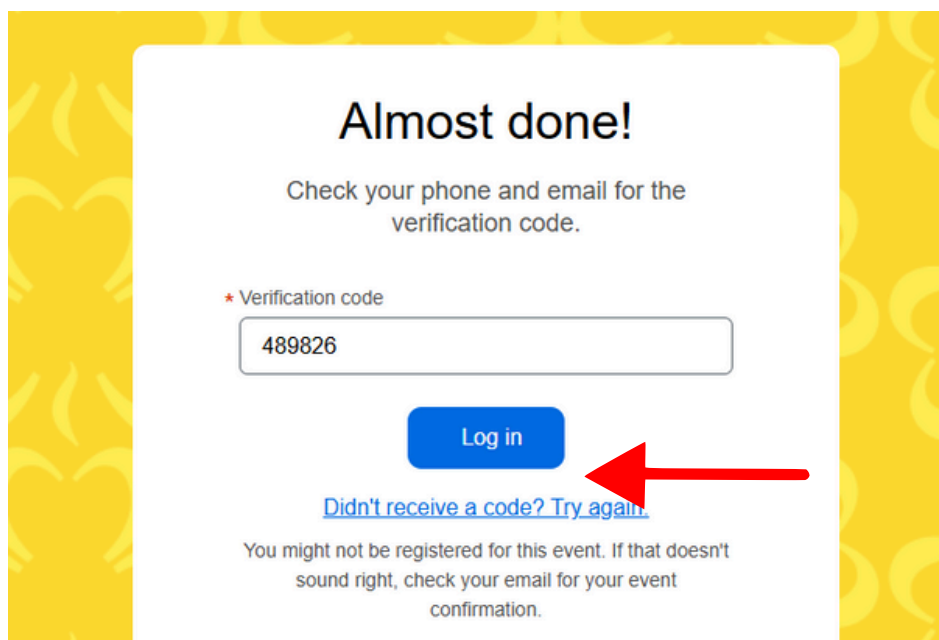 Almost done!
Check your phone and email for the
verification code.
* Verification code
489826
Log in
Didn't receive a code? Try again.
You might not be registered for this event. If that doesn't
sound right, check your email for your event
confirmation.